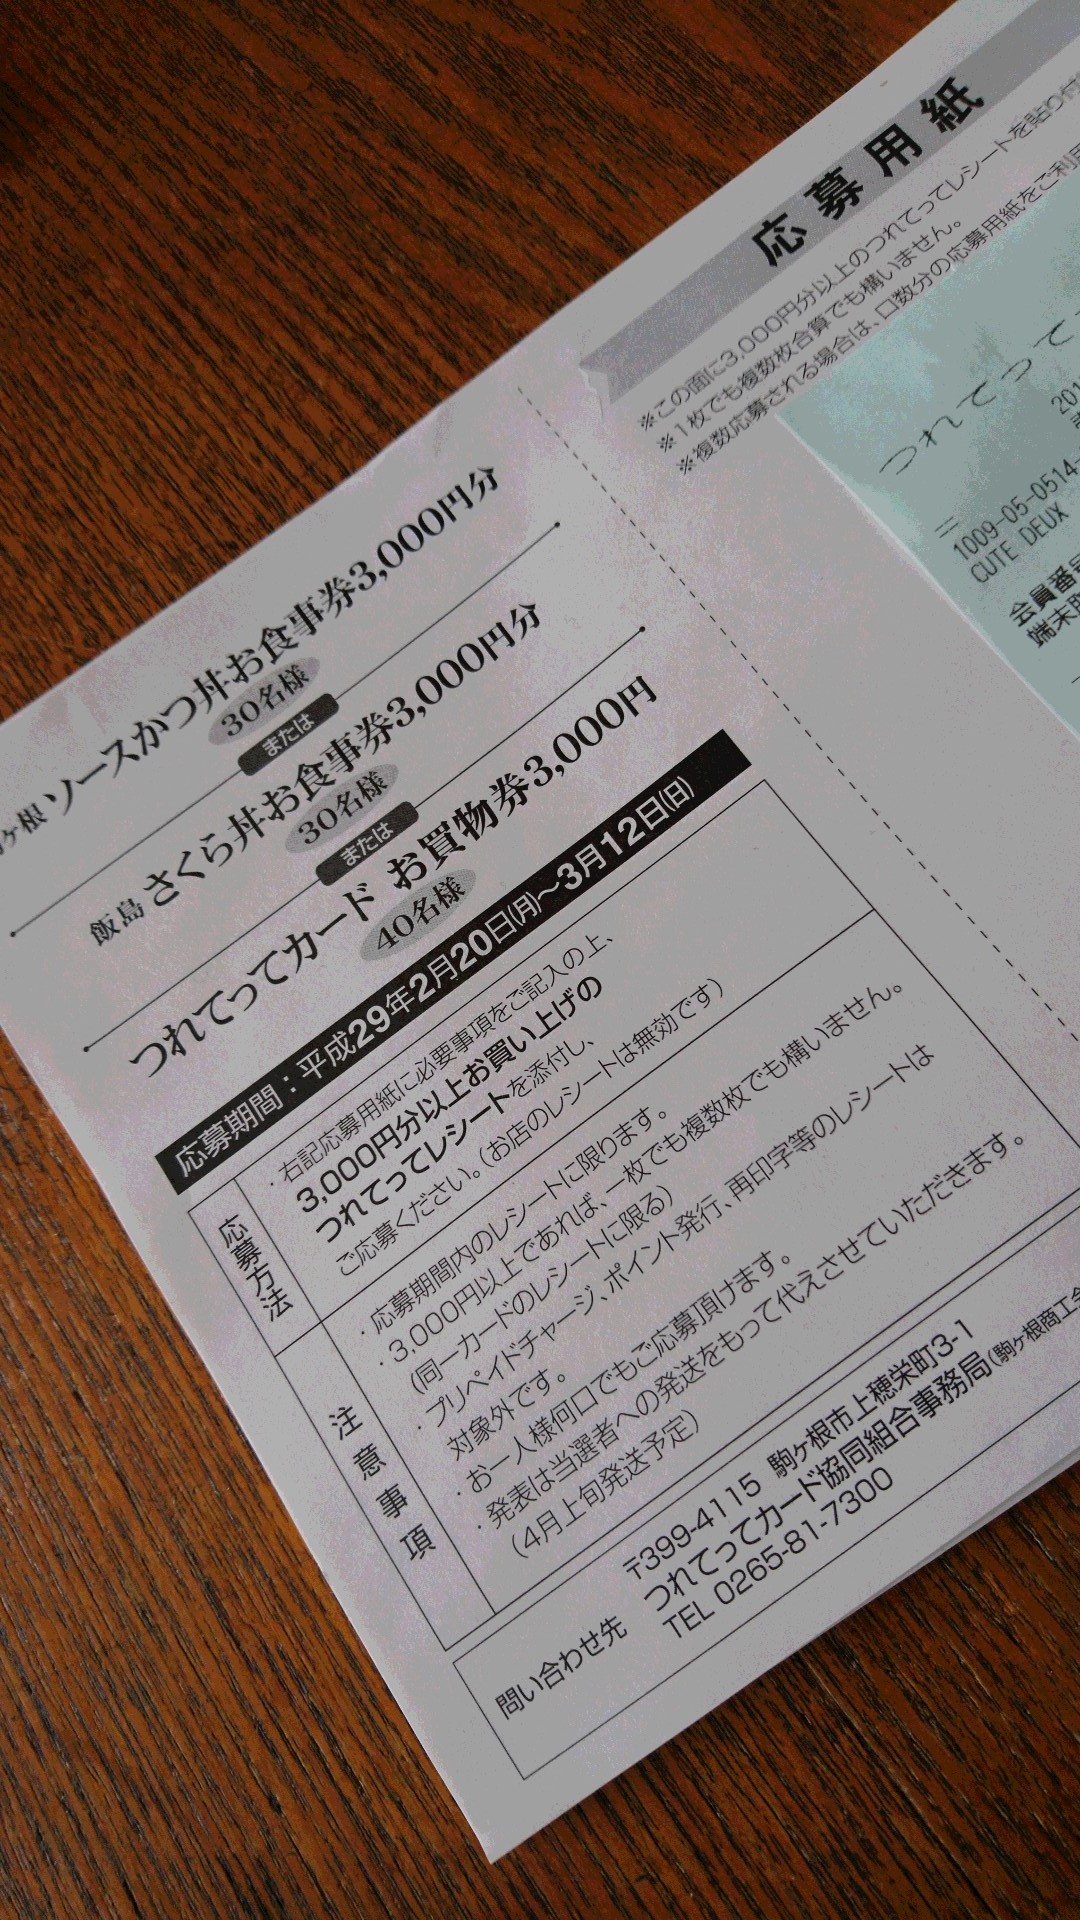 ヶ根 ソースかつ丼お食事券3,000円分
30名様
または
飯島 さくら丼お食事券3,000円分
30名様
または
つれてってカード お買物券3,000円
40名様
応募期間：平成29年2月20日(月)～3月12日(日)
応募方法
・右記応募用紙に必要事項をご記入の上、
3,000円分以上お買い上げの
つれてってレシートを添付し、
ご応募ください。(お店のレシートは無効です)
注意事項
・応募期間内のレシートに限ります。
・3,000円以上であれば、一枚でも複数枚でも構いません。
(同一カードのレシートに限る)
・プリペイドチャージ、ポイント発行、再印字等のレシートは
対象外です。
・お一人様何口でもご応募頂けます。
・発表は当選者への発送をもって代えさせていただきます。
(4月上旬発送予定)
問い合わせ先
〒399-4115 駒ヶ根市上穂栄町3-1
つれてってカード協同組合事務局(駒ヶ根商工会
TEL 0265-81-7300
応募用紙
※この面に3,000円分以上のつれてってレシートを貼り付
※1枚でも複数枚合算でも構いません。
※複数応募される場合は、口数分の応募用紙をご利用
つれてって
201
1009-05-0514-
CUTE DEUX
会員番号
端末